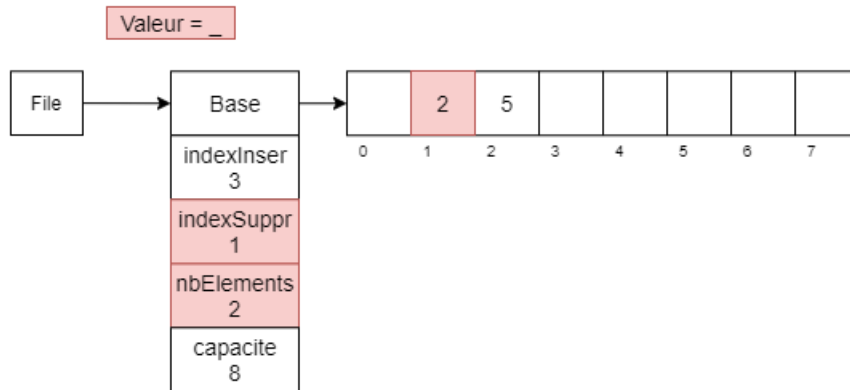 Valeur = _
File
Base
2
5
0
1
2
3
4
5
6
7
indexInser
3
indexSuppr
1
nbElements
2
capacite
8